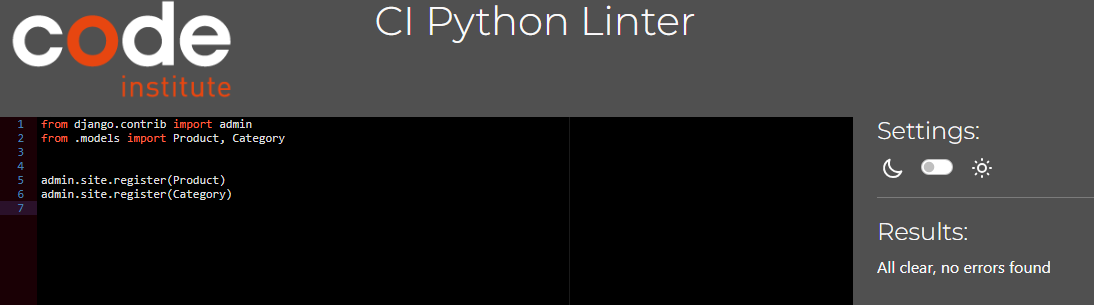 code
institute
CI Python Linter
1 from django.contrib import admin
2 from .models import Product, Category
3
4
5 admin.site.register(Product)
6 admin.site.register(Category)
7
Settings:
Results:
All clear, no errors found